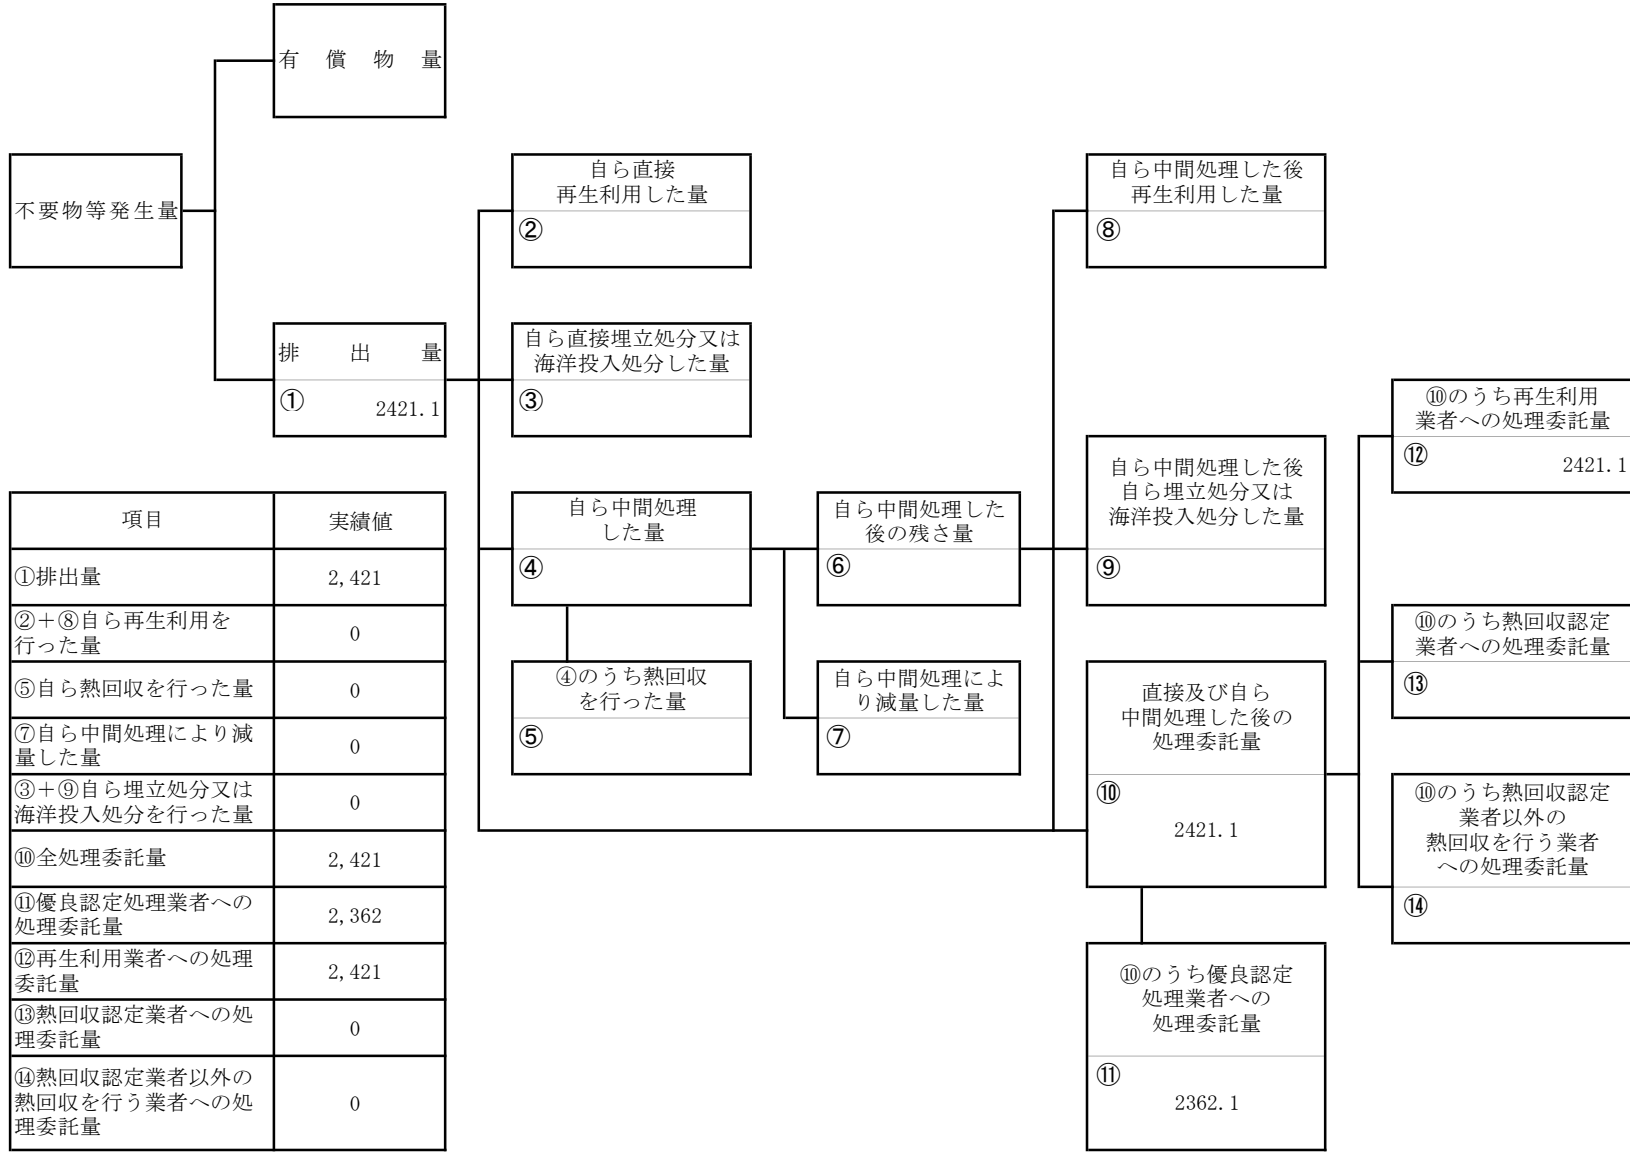 有償物量
不要物等発生量
排出量
① 2421.1
自ら直接
再生利用した量
②
自ら直接埋立処分又は
海洋投入処分した量
③
自ら中間処理
した量
④
④のうち熱回収
を行った量
⑤
自ら中間処理した
後の残さ量
⑥
自ら中間処理によ
り減量した量
⑦
自ら中間処理した後
再生利用した量
⑧
自ら中間処理した後
自ら埋立処分又は
海洋投入処分した量
⑨
直接及び自ら
中間処理した後の
処理委託量
⑩
2421.1
⑩のうち優良認定
処理業者への
処理委託量
⑪
2362.1
⑩のうち再生利用
業者への処理委託量
⑫ 2421.1
⑩のうち熱回収認定
業者への処理委託量
⑬
⑩のうち熱回収認定
業者以外の
熱回収を行う業者
への処理委託量
⑭
項目 実績値
①排出量 2,421
②＋⑧自ら再生利用を
行った量 0
⑤自ら熱回収を行った量 0
⑦自ら中間処理により減
量した量 0
③＋⑨自ら埋立処分又は
海洋投入処分を行った量 0
⑩全処理委託量 2,421
⑪優良認定処理業者への
処理委託量 2,362
⑫再生利用業者への処理
委託量 2,421
⑬熱回収認定業者への処
理委託量 0
⑭熱回収認定業者以外の
熱回収を行う業者への処
理委託量 0